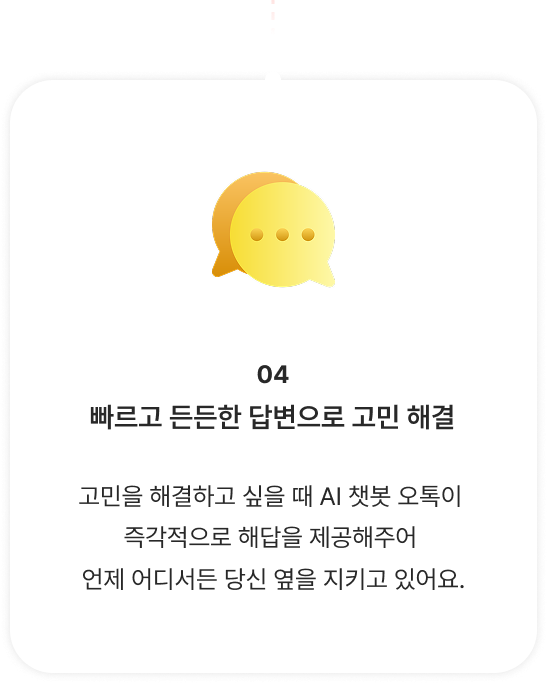 04
빠르고 든든한 답변으로 고민 해결
고민을 해결하고 싶을 때 AI 챗봇 오톡이
즉각적으로 해답을 제공해주어
언제 어디서든 당신 옆을 지키고 있어요.